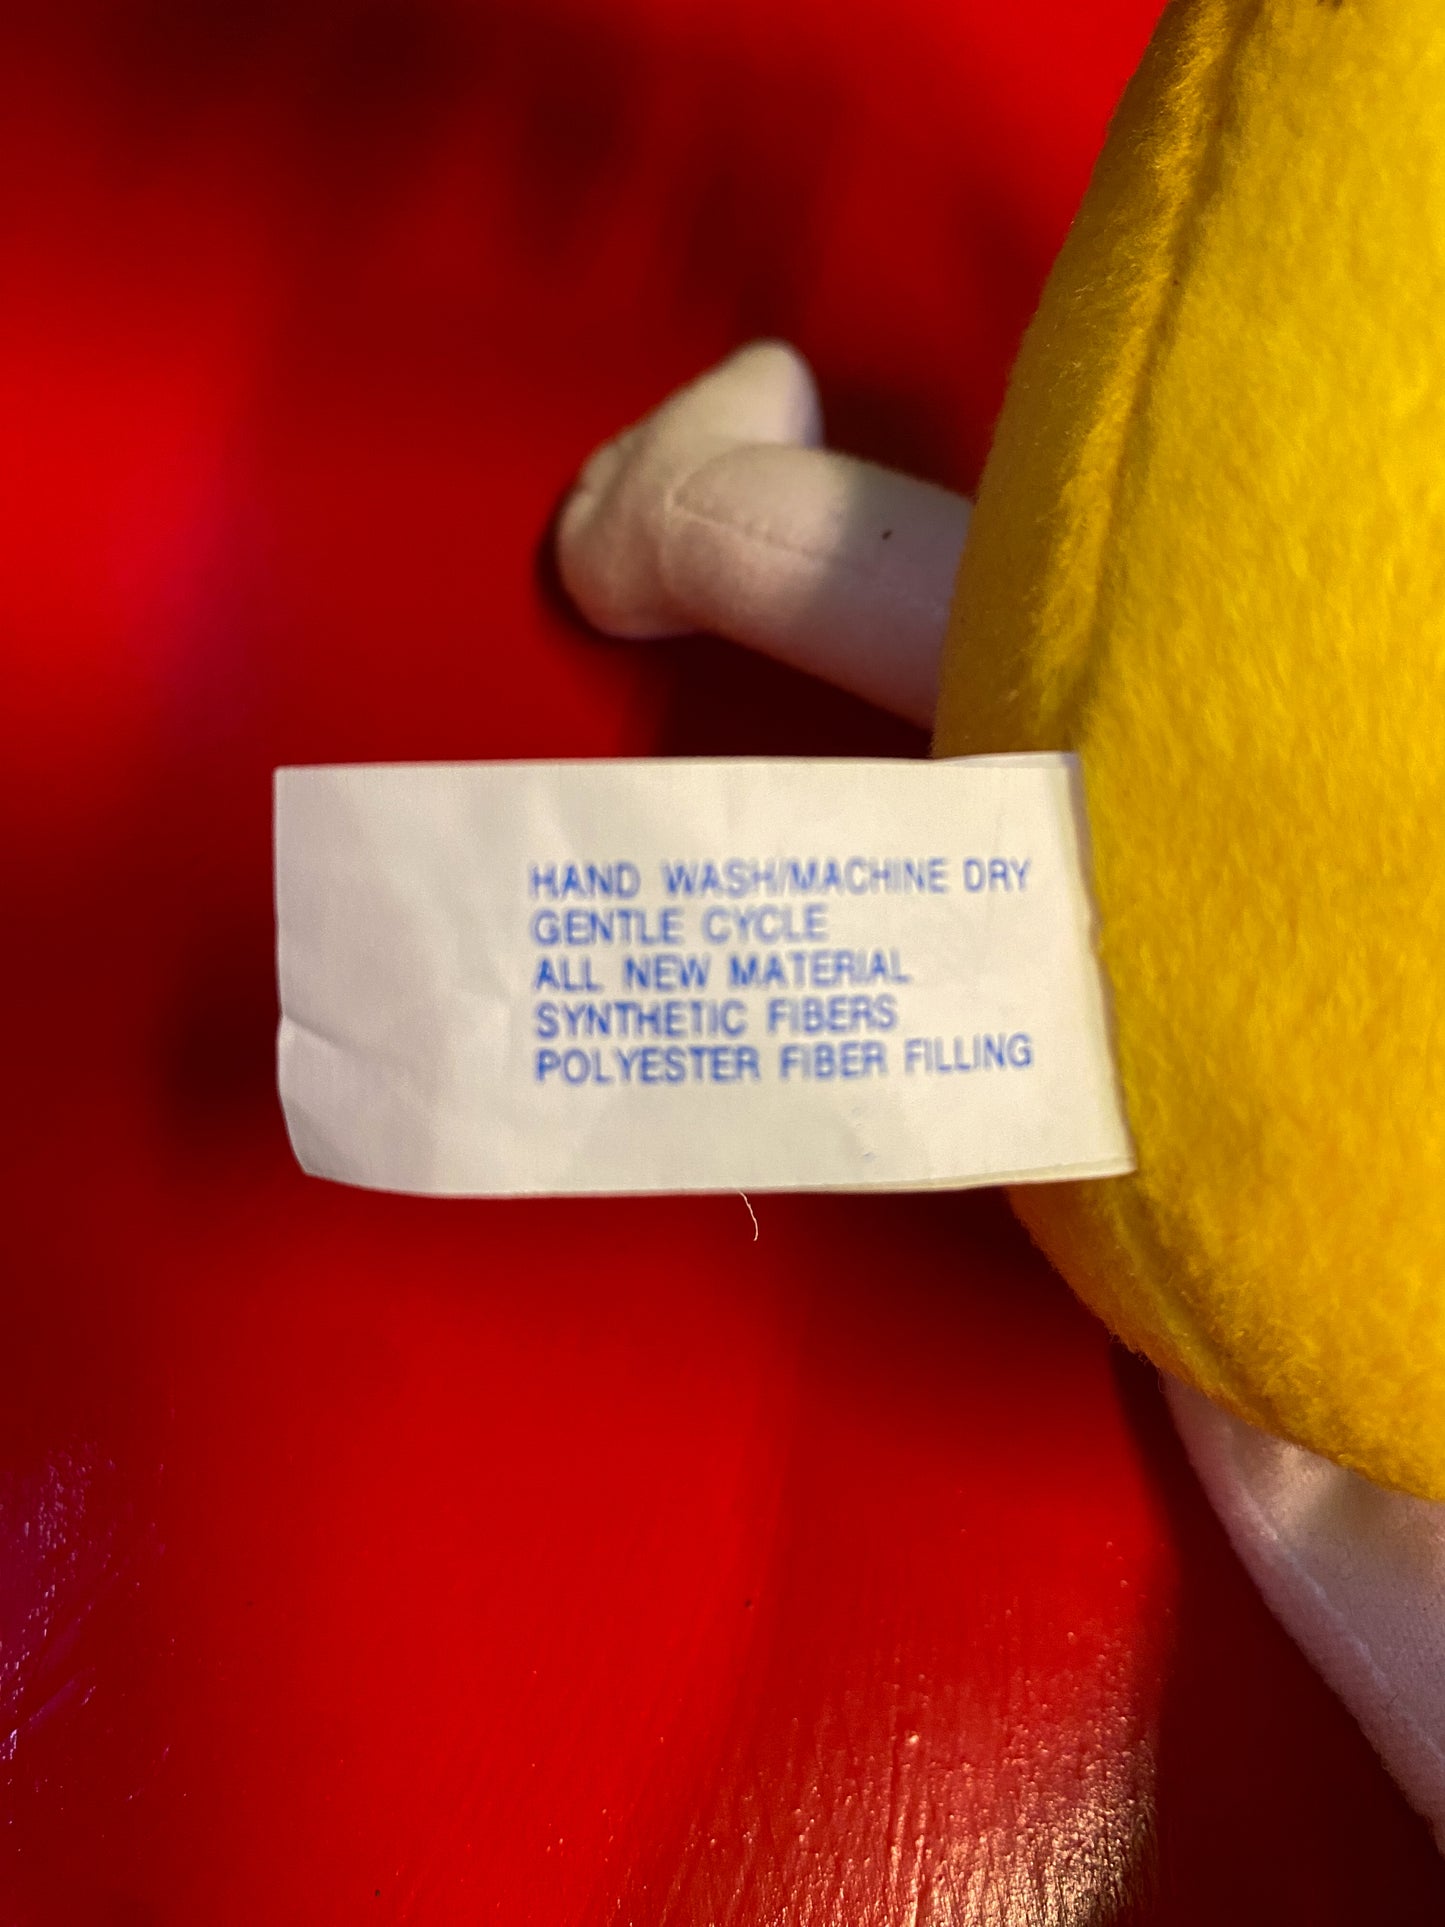 HAND WASH/MACHINE DRY
GENTLE CYCLE
ALL NEW MATERIAL
SYNTHETIC FIBERS
POLYESTER FIBER FILLING